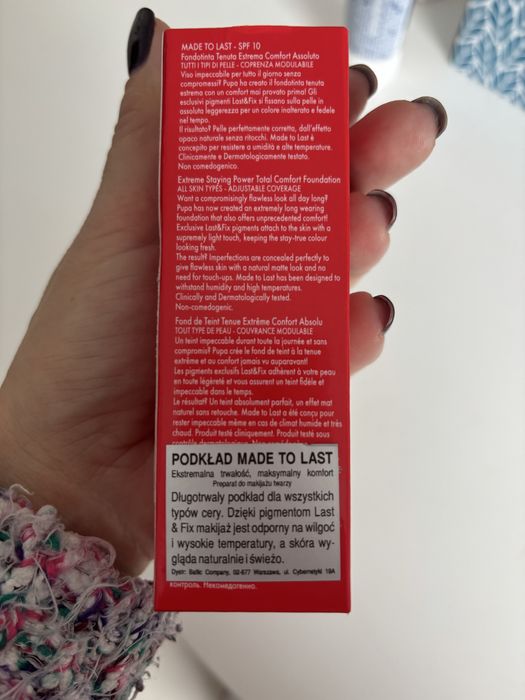 MADE TO LAST - SPF 10
Fondotinta Tenuta Estrema Comfort Assoluto
TUTTI I TIPI DI PELLE - COPRENZA MODULABILE
Viso impeccabile per tutto il giorno senza
compromessi? Pupa ha creato il fondotinta tenuta
estrema con un comfort mai provato prima! Gli
esclusivi pigmenti Last&Fix si fissano sulla pelle in
assoluta leggerezza per un colore inalterato e fedele
nel tempo.
Il risultato? Pelle perfettamente corretta, dall'effetto
opaco naturale senza ritocchi. Made to Last è
concepito per resistere a umidità e alte temperature.
Clinicamente e Dermatologicamente testato.
Non comedogenico.
Extreme Staying Power Total Comfort Foundation
ALL SKIN TYPES - ADJUSTABLE COVERAGE
Want a compromisingly flawless look all day long?
Pupa has now created an extremely long wearing
foundation that also offers unprecedented comfort!
Exclusive Last&Fix pigments attach to the skin with a
supremely light touch, keeping the stay-true colour
looking fresh.
The result? Imperfections are concealed perfectly to
give flawless skin with a natural matte look and no
need for touch-ups. Made to Last has been designed to
withstand humidity and high temperatures.
Clinically and Dermatologically tested.
Non-comedogenic.
Fond de Teint Tenue Extrême Confort Absolu
TOUT TYPE DE PEAU - COUVRANCE MODULABLE
Un teint impeccable durant toute la journée et sans
compromis? Pupa crée le fond de teint à la tenue
extrême et au confort jamais vu auparavant!
Les pigments exclusifs Last&Fix adhèrent à votre peau
en toute légèreté et vous assurent un teint fidèle et
impeccable dans le temps.
Le résultat? Un teint absolument parfait, un effet mat
naturel sans retouche. Made to Last a été conçu pour
rester impeccable même en cas de climat humide et très
chaud. Produit testé cliniquement. Produit testé sous
PODKŁAD MADE TO LAST
Ekstremalna trwałość, maksymalny komfort
Preparat do makijażu twarzy
Długotrwały podkład dla wszystkich
typów cery. Dzięki pigmentom Last
& Fix makijaż jest odporny na wilgoć
i wysokie temperatury, a skóra wy-
gląda naturalnie i świeżo.
Dystr: Baltic Company, 02-677 Warszawa, ul. Cybernetyki 19A
контроль. Некомедогенно.